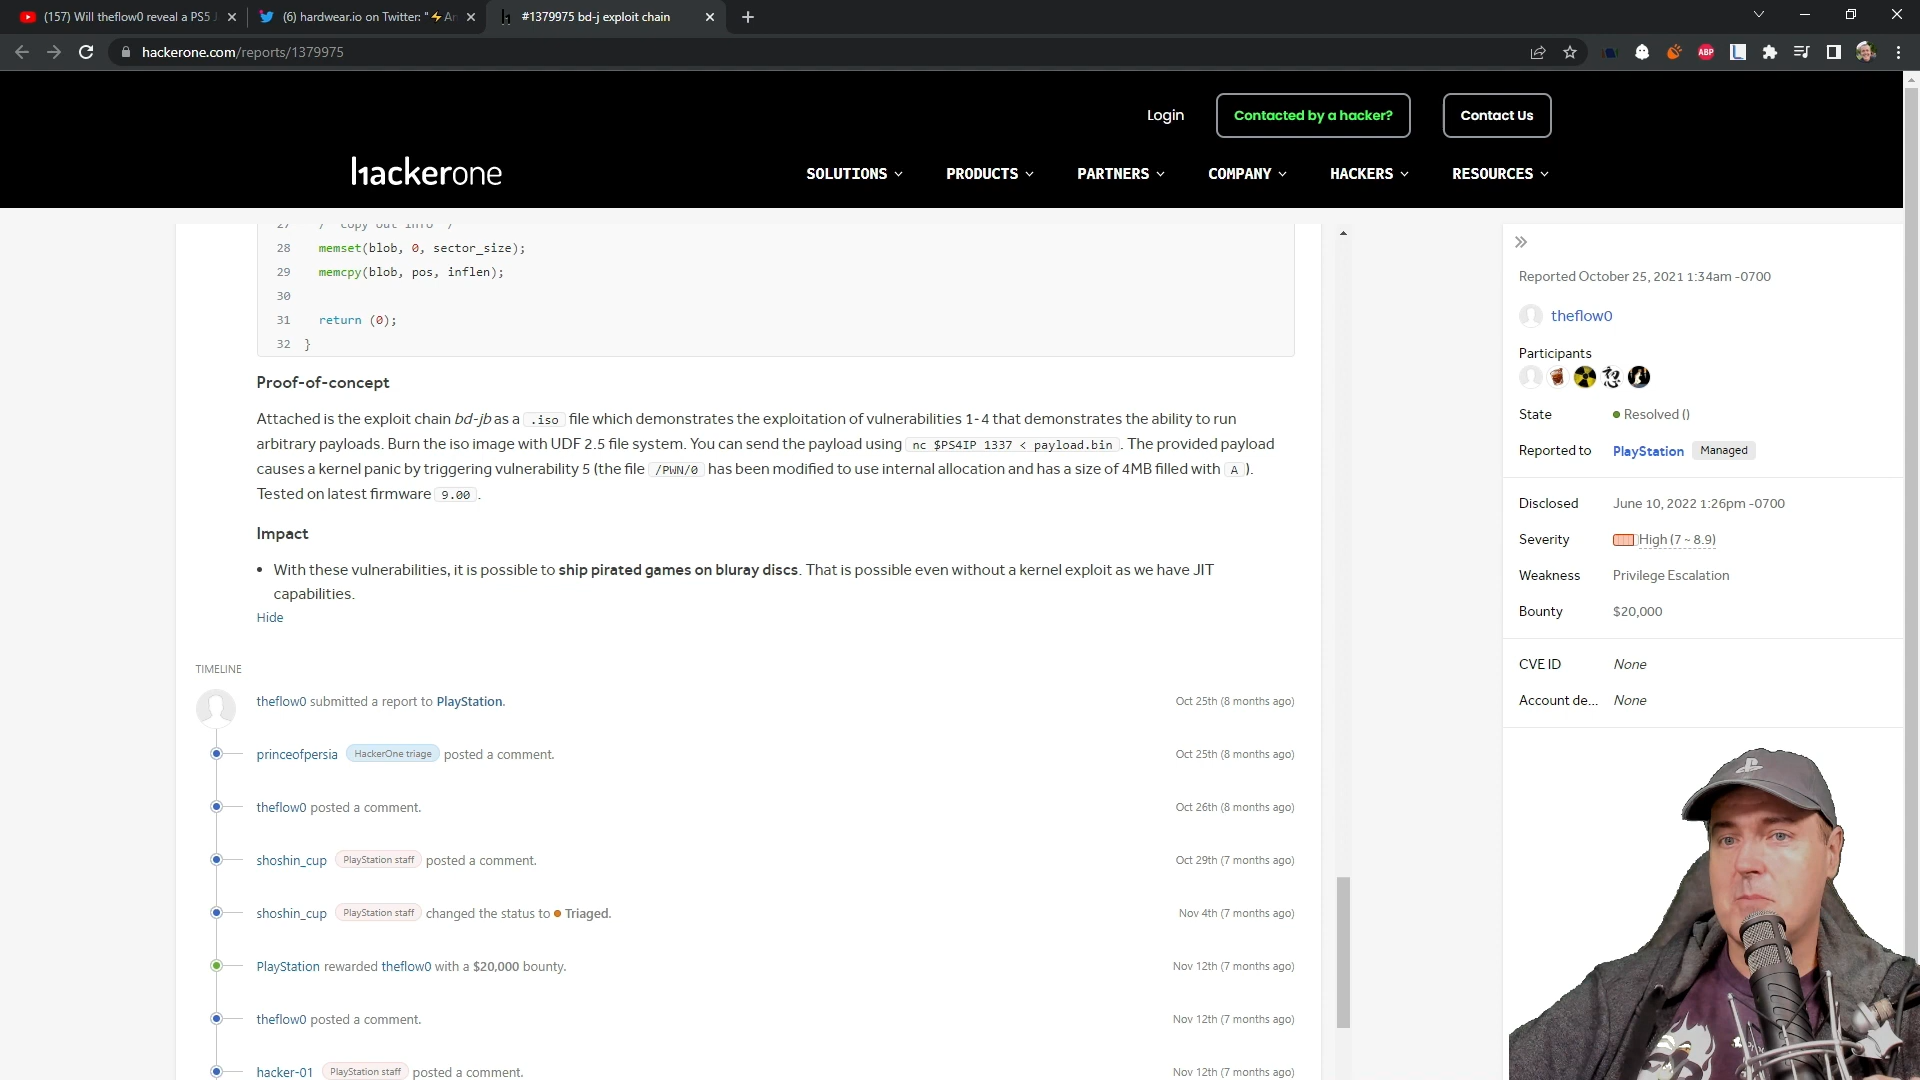 (157) Will theflow0 reveal a PS5 J
(6) hardwear.io on Twitter: "⚡An
#1379975 bd-j exploit chain
hackerone.com/reports/1379975
ABP
Login
Contacted by a hacker?
Contact Us
hackerone
SOLUTIONS
PRODUCTS
PARTNERS
COMPANY
HACKERS
RESOURCES
27 /* copy out info */
28 memset(blob, 0, sector_size);
29 memcpy(blob, pos, inflen);
30
31 return (0);
32 }
Proof-of-concept
Attached is the exploit chain bd-jb as a .iso file which demonstrates the exploitation of vulnerabilities 1-4 that demonstrates the ability to run
arbitrary payloads. Burn the iso image with UDF 2.5 file system. You can send the payload using nc $PS4IP 1337 < payload.bin . The provided payload
causes a kernel panic by triggering vulnerability 5 (the file /PWN/0 has been modified to use internal allocation and has a size of 4MB filled with A ).
Tested on latest firmware 9.00 .
Impact
• With these vulnerabilities, it is possible to ship pirated games on bluray discs. That is possible even without a kernel exploit as we have JIT
capabilities.
Hide
TIMELINE
theflow0 submitted a report to PlayStation. Oct 25th (8 months ago)
princeofpersia HackerOne triage posted a comment. Oct 25th (8 months ago)
theflow0 posted a comment. Oct 26th (8 months ago)
shoshin_cup PlayStation staff posted a comment. Oct 29th (7 months ago)
shoshin_cup PlayStation staff changed the status to Triaged. Nov 4th (7 months ago)
PlayStation rewarded theflow0 with a $20,000 bounty. Nov 12th (7 months ago)
theflow0 posted a comment. Nov 12th (7 months ago)
hacker-01 PlayStation staff posted a comment. Nov 12th (7 months ago)
Reported October 25, 2021 1:34am -0700
theflow0
Participants
State Resolved ()
Reported to PlayStation Managed
Disclosed June 10, 2022 1:26pm -0700
Severity High (7 ~ 8.9)
Weakness Privilege Escalation
Bounty $20,000
CVE ID None
Account de... None